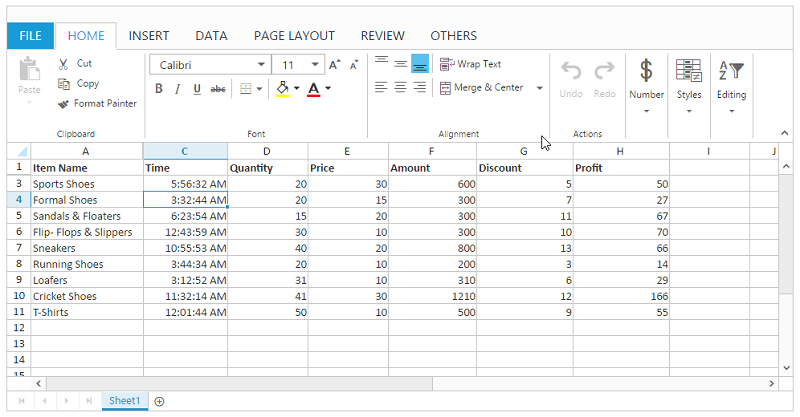 FILE HOME INSERT DATA PAGE LAYOUT REVIEW OTHERS
Paste Cut Copy Format Painter
Calibri 11 A A
B I U abc A
Wrap Text
Merge & Center
Undo Redo Number Styles Editing
Clipboard Font Alignment Actions
A B C D E F G H I J
1 Item Name Time Quantity Price Amount Discount Profit
3 Sports Shoes 5:56:32 AM 20 30 600 5 50
4 Formal Shoes 3:32:44 AM 20 15 300 7 27
5 Sandals & Floaters 6:23:54 AM 15 20 300 11 67
6 Flip- Flops & Slippers 12:43:59 AM 30 10 300 10 70
7 Sneakers 10:55:53 AM 40 20 800 13 66
8 Running Shoes 3:44:34 AM 20 10 200 3 14
9 Loafers 3:12:52 AM 31 10 310 6 29
10 Cricket Shoes 11:32:14 AM 41 30 1210 12 166
11 T-Shirts 12:01:44 AM 50 10 500 9 55
12
13
14
15
Sheet1